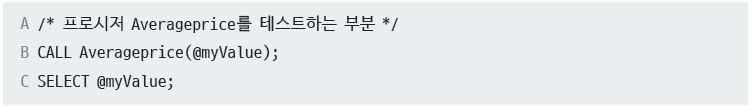 A /* 프로시저 Averageprice를 테스트하는 부분 */
B CALL Averageprice(@myValue);
C SELECT @myValue;